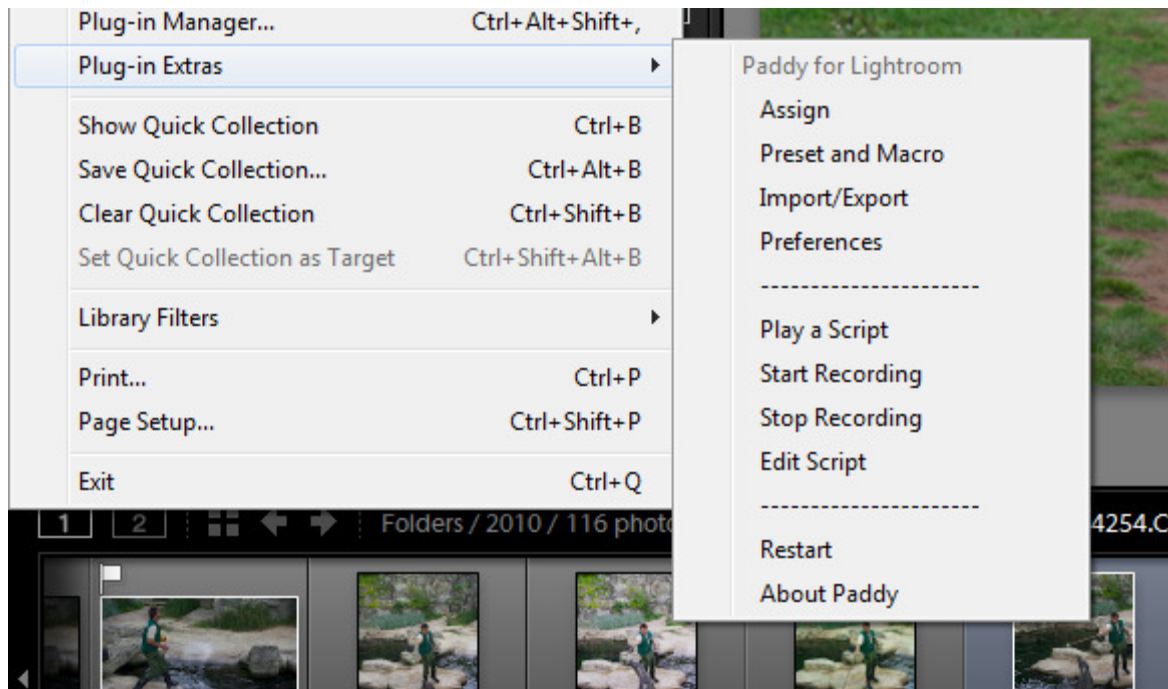 Plug-in Manager... Ctrl+Alt+Shift+,
Plug-in Extras
Show Quick Collection Ctrl+B
Save Quick Collection... Ctrl+Alt+B
Clear Quick Collection Ctrl+Shift+B
Set Quick Collection as Target Ctrl+Shift+Alt+B
Library Filters
Print... Ctrl+P
Page Setup... Ctrl+Shift+P
Exit Ctrl+Q
Paddy for Lightroom
Assign
Preset and Macro
Import/Export
Preferences
----------------------
Play a Script
Start Recording
Stop Recording
Edit Script
----------------------
Restart
About Paddy
1 2 Folders / 2010 / 116 photo 4254.C